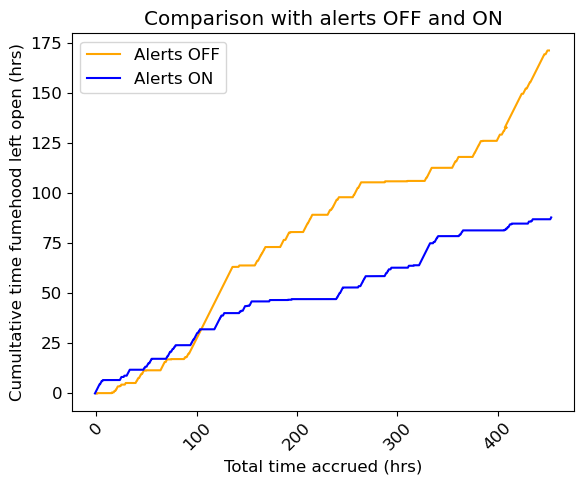 Comparison with alerts OFF and ON
Cumultative time fumehood left open (hrs)
175
150
125
100
75
50
25
0
Alerts OFF
Alerts ON
0
100
200
300
400
Total time accrued (hrs)